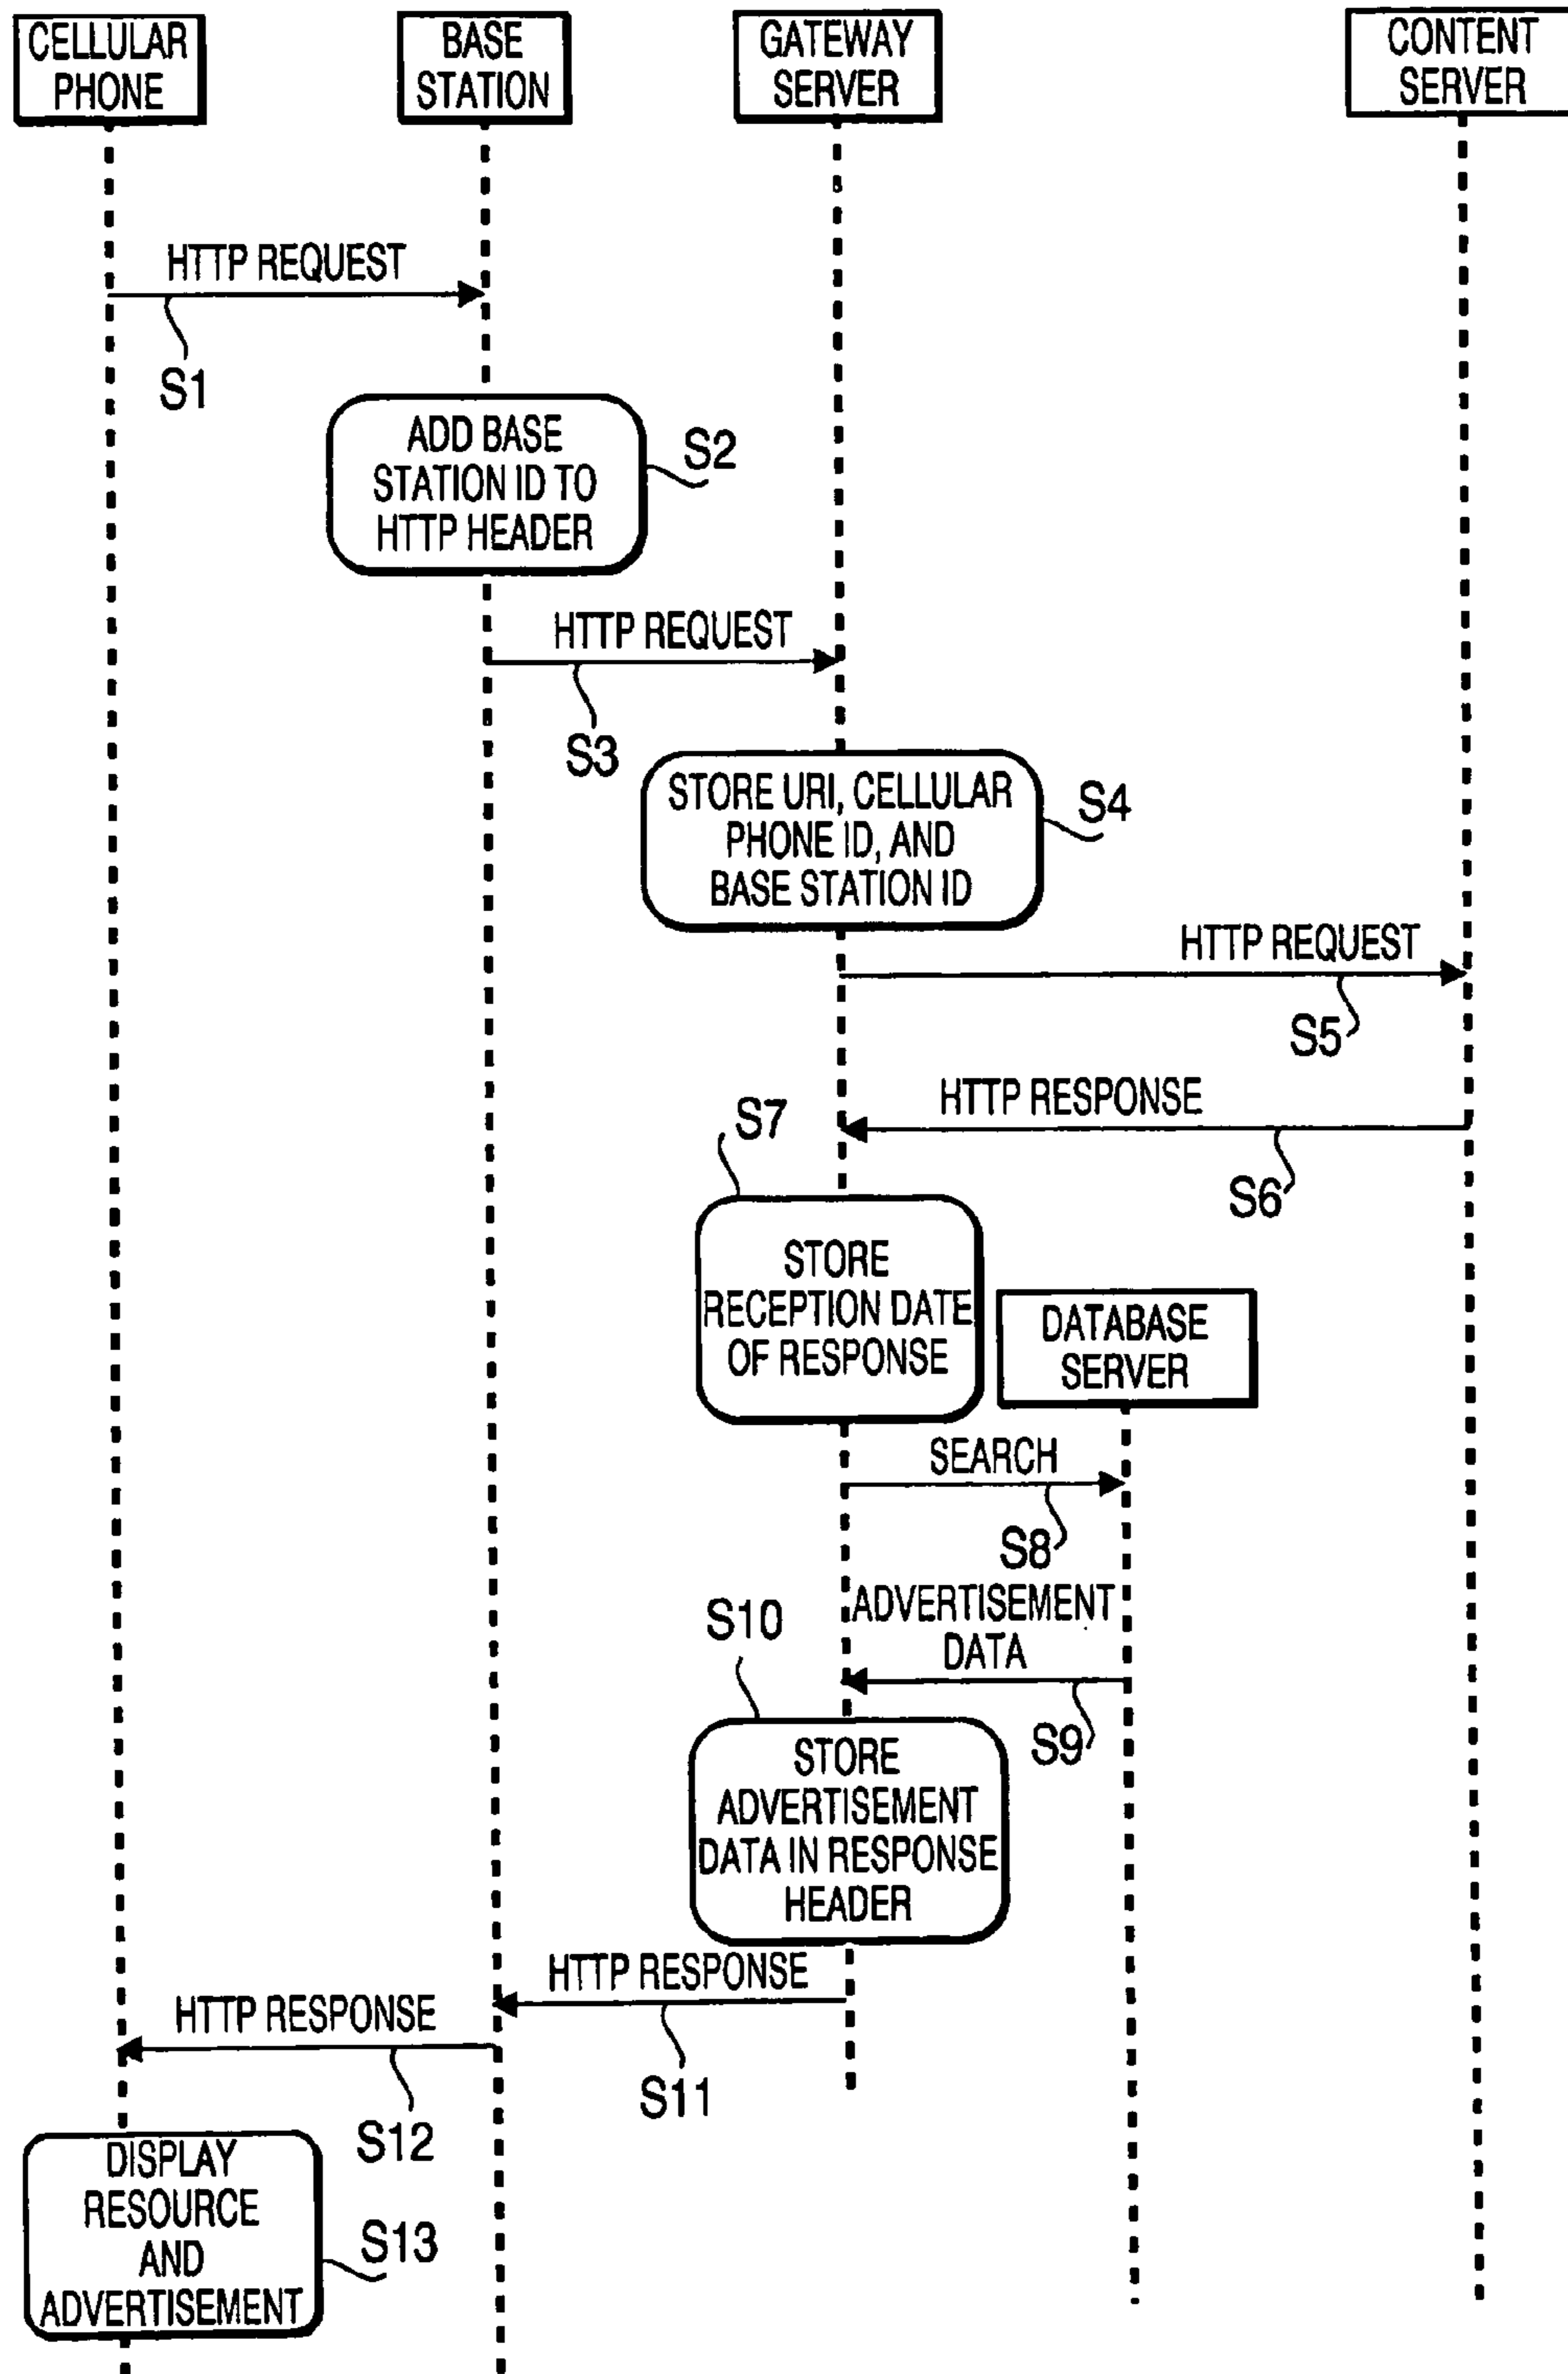 CELLULAR
PHONE
BASE
STATION
GATEWAY
SERVER
CONTENT
SERVER
HTTP REQUEST
S1
ADD BASE
STATION ID TO
HTTP HEADER
S2
HTTP REQUEST
S3
STORE URI, CELLULAR
PHONE ID, AND
BASE STATION ID
S4
HTTP REQUEST
S5
HTTP RESPONSE
S6
S7
STORE
RECEPTION DATE
OF RESPONSE
DATABASE
SERVER
SEARCH
S8
ADVERTISEMENT
DATA
S9
S10
STORE
ADVERTISEMENT
DATA IN RESPONSE
HEADER
HTTP RESPONSE
S11
HTTP RESPONSE
S12
DISPLAY
RESOURCE
AND
ADVERTISEMENT
S13